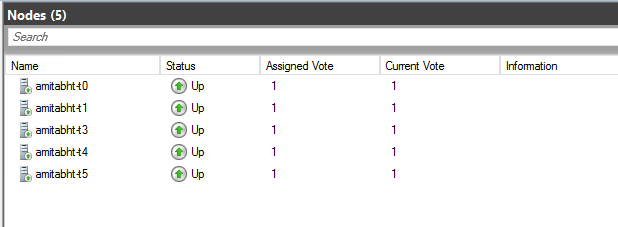 Nodes (5)
Search
Name Status Assigned Vote Current Vote Information
amitabht-t0 Up 1 1
amitabht-t1 Up 1 1
amitabht-t3 Up 1 1
amitabht-t4 Up 1 1
amitabht-t5 Up 1 1